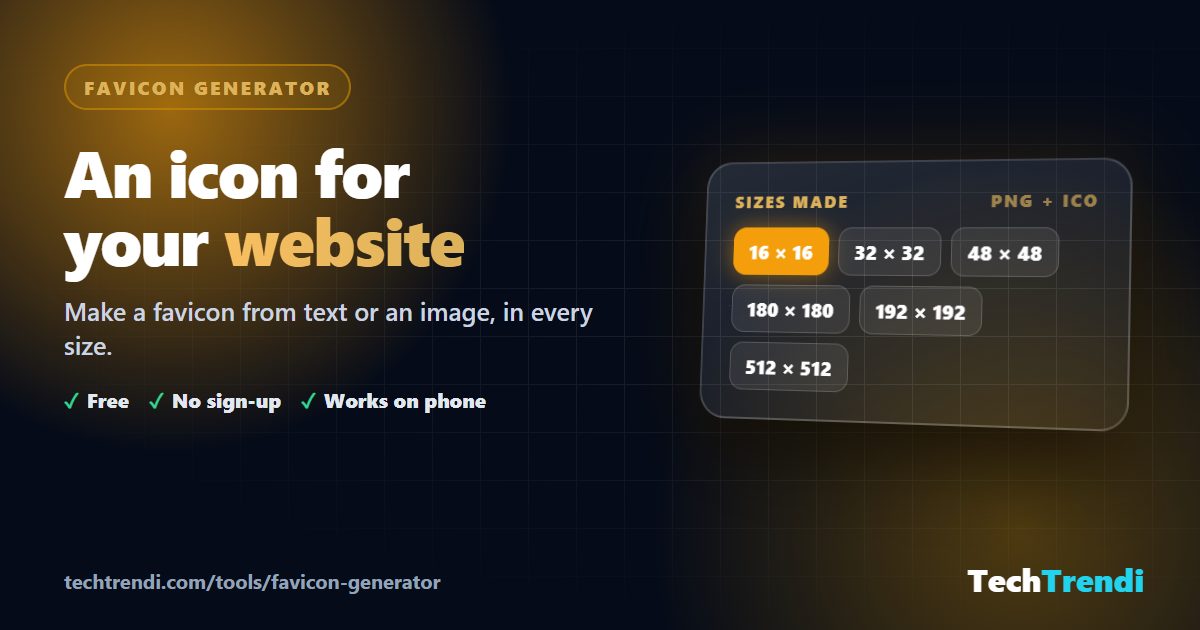 FAVICON GENERATOR
An icon for
your website
Make a favicon from text or an image, in every
size.
✓ Free ✓ No sign-up ✓ Works on phone
SIZES MADE PNG + ICO
16 × 16 32 × 32 48 × 48
180 × 180 192 × 192
512 × 512
techtrendi.com/tools/favicon-generator
TechTrendi